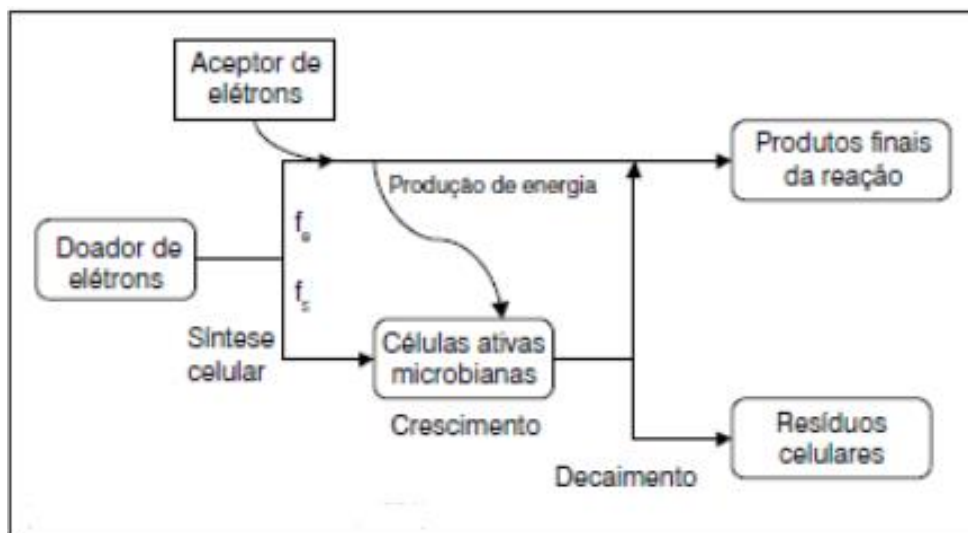 Aceptor de
elétrons
Produtos finais
da reação
Produção de energia
fe
Doador de
elétrons
fs
Síntese
celular
Células ativas
microbianas
Crescimento
Resíduos
celulares
Decaimento